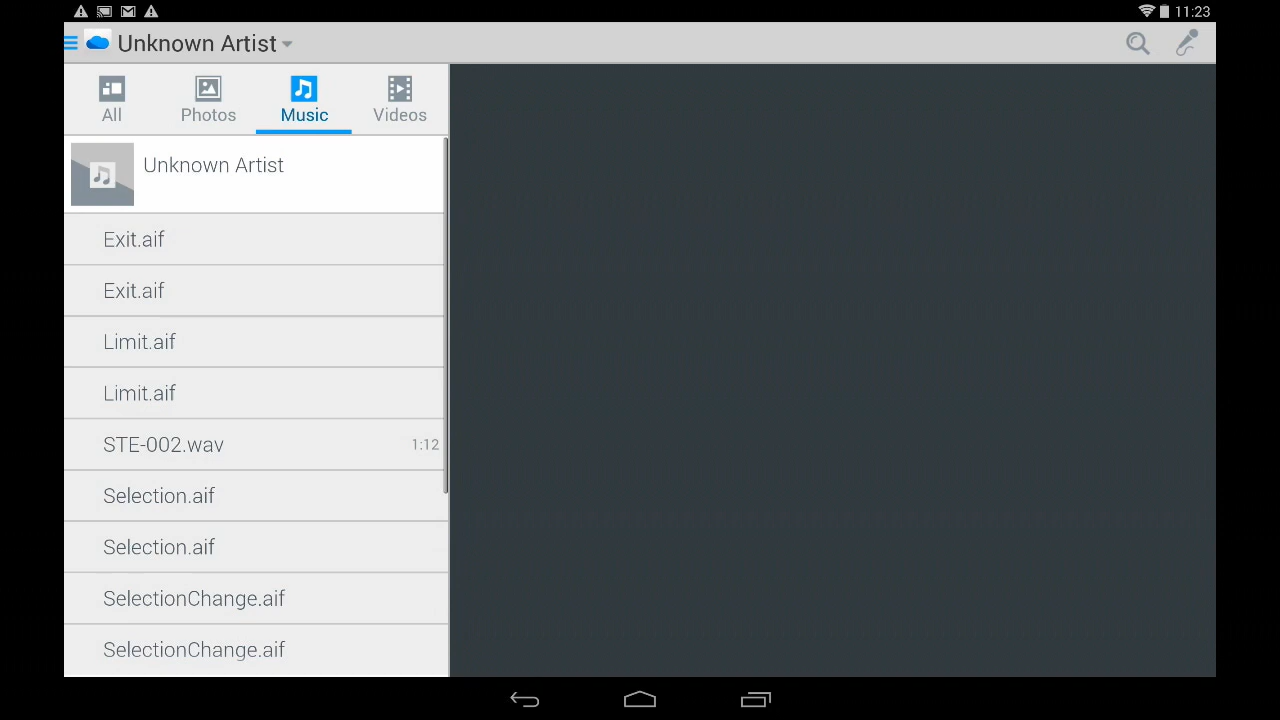 11:23
Unknown Artist
All
Photos
Music
Videos
Unknown Artist
Exit.aif
Exit.aif
Limit.aif
Limit.aif
STE-002.wav 1:12
Selection.aif
Selection.aif
SelectionChange.aif
SelectionChange.aif